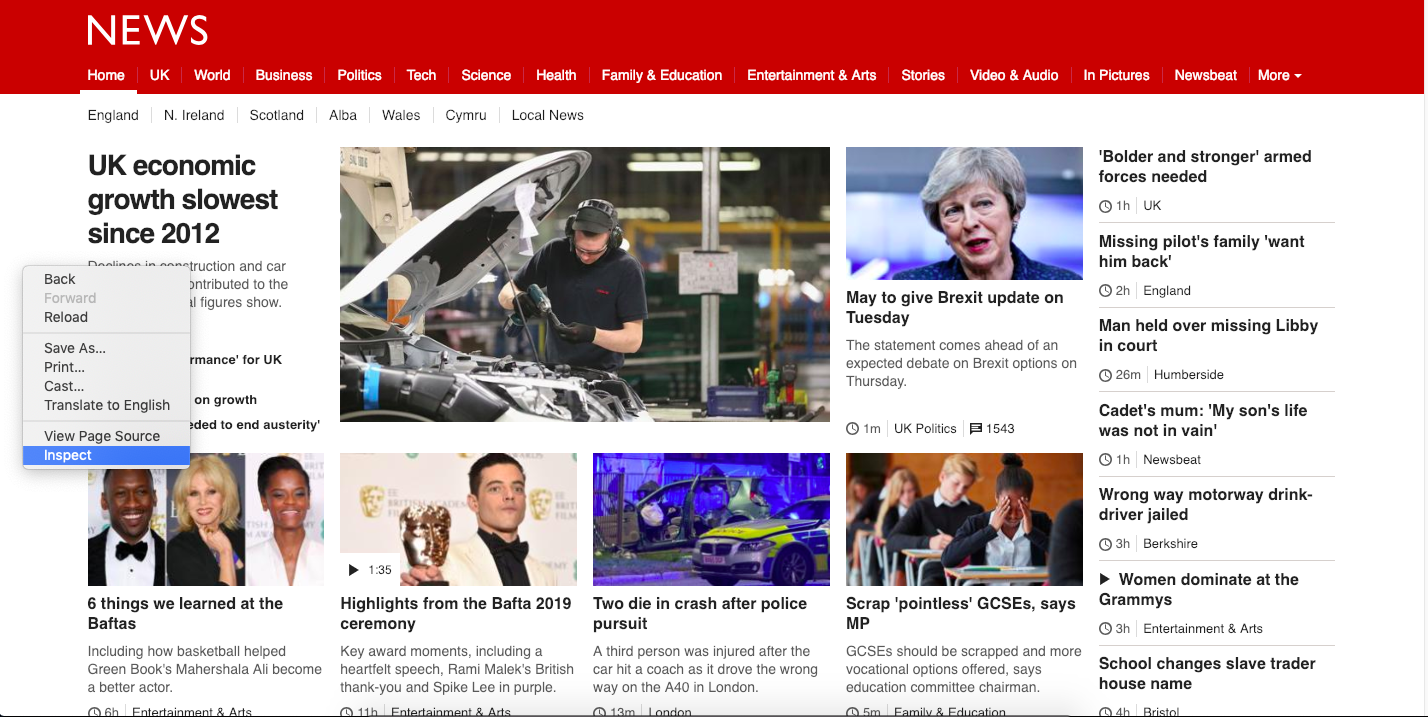 NEWS
Home
UK
World
Business
Politics
Tech
Science
Health
Family & Education
Entertainment & Arts
Stories
Video & Audio
In Pictures
Newsbeat
More
England
N. Ireland
Scotland
Alba
Wales
Cymru
Local News
UK economic
growth slowest
since 2012
Declines in construction and car
ontributed to the
al figures show.
rmance' for UK
on growth
eded to end austerity'
Back
Forward
Reload
Save As...
Print...
Cast...
Translate to English
View Page Source
Inspect
May to give Brexit update on
Tuesday
The statement comes ahead of an
expected debate on Brexit options on
Thursday.
1m
UK Politics
1543
6 things we learned at the
Baftas
Including how basketball helped
Green Book's Mahershala Ali become
a better actor.
6h
Entertainment & Arts
1:35
Highlights from the Bafta 2019
ceremony
Key award moments, including a
heartfelt speech, Rami Malek's British
thank-you and Spike Lee in purple.
11h
Entertainment & Arts
Two die in crash after police
pursuit
A third person was injured after the
car hit a coach as it drove the wrong
way on the A40 in London.
13m
London
Scrap 'pointless' GCSEs, says
MP
GCSEs should be scrapped and more
vocational options offered, says
education committee chairman.
5m
Family & Education
'Bolder and stronger' armed
forces needed
1h
UK
Missing pilot's family 'want
him back'
2h
England
Man held over missing Libby
in court
26m
Humberside
Cadet's mum: 'My son's life
was not in vain'
1h
Newsbeat
Wrong way motorway drink-
driver jailed
3h
Berkshire
Women dominate at the
Grammys
3h
Entertainment & Arts
School changes slave trader
house name
4h
Bristol